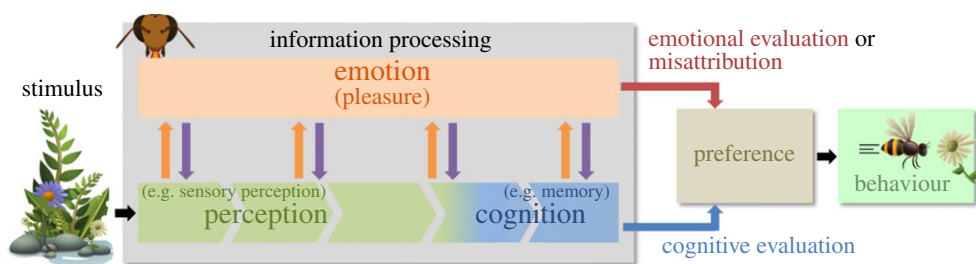 stimulus
information processing
emotion
(pleasure)
(e.g. sensory perception)
perception
(e.g. memory)
cognition
emotional evaluation or
misattribution
cognitive evaluation
preference
behaviour